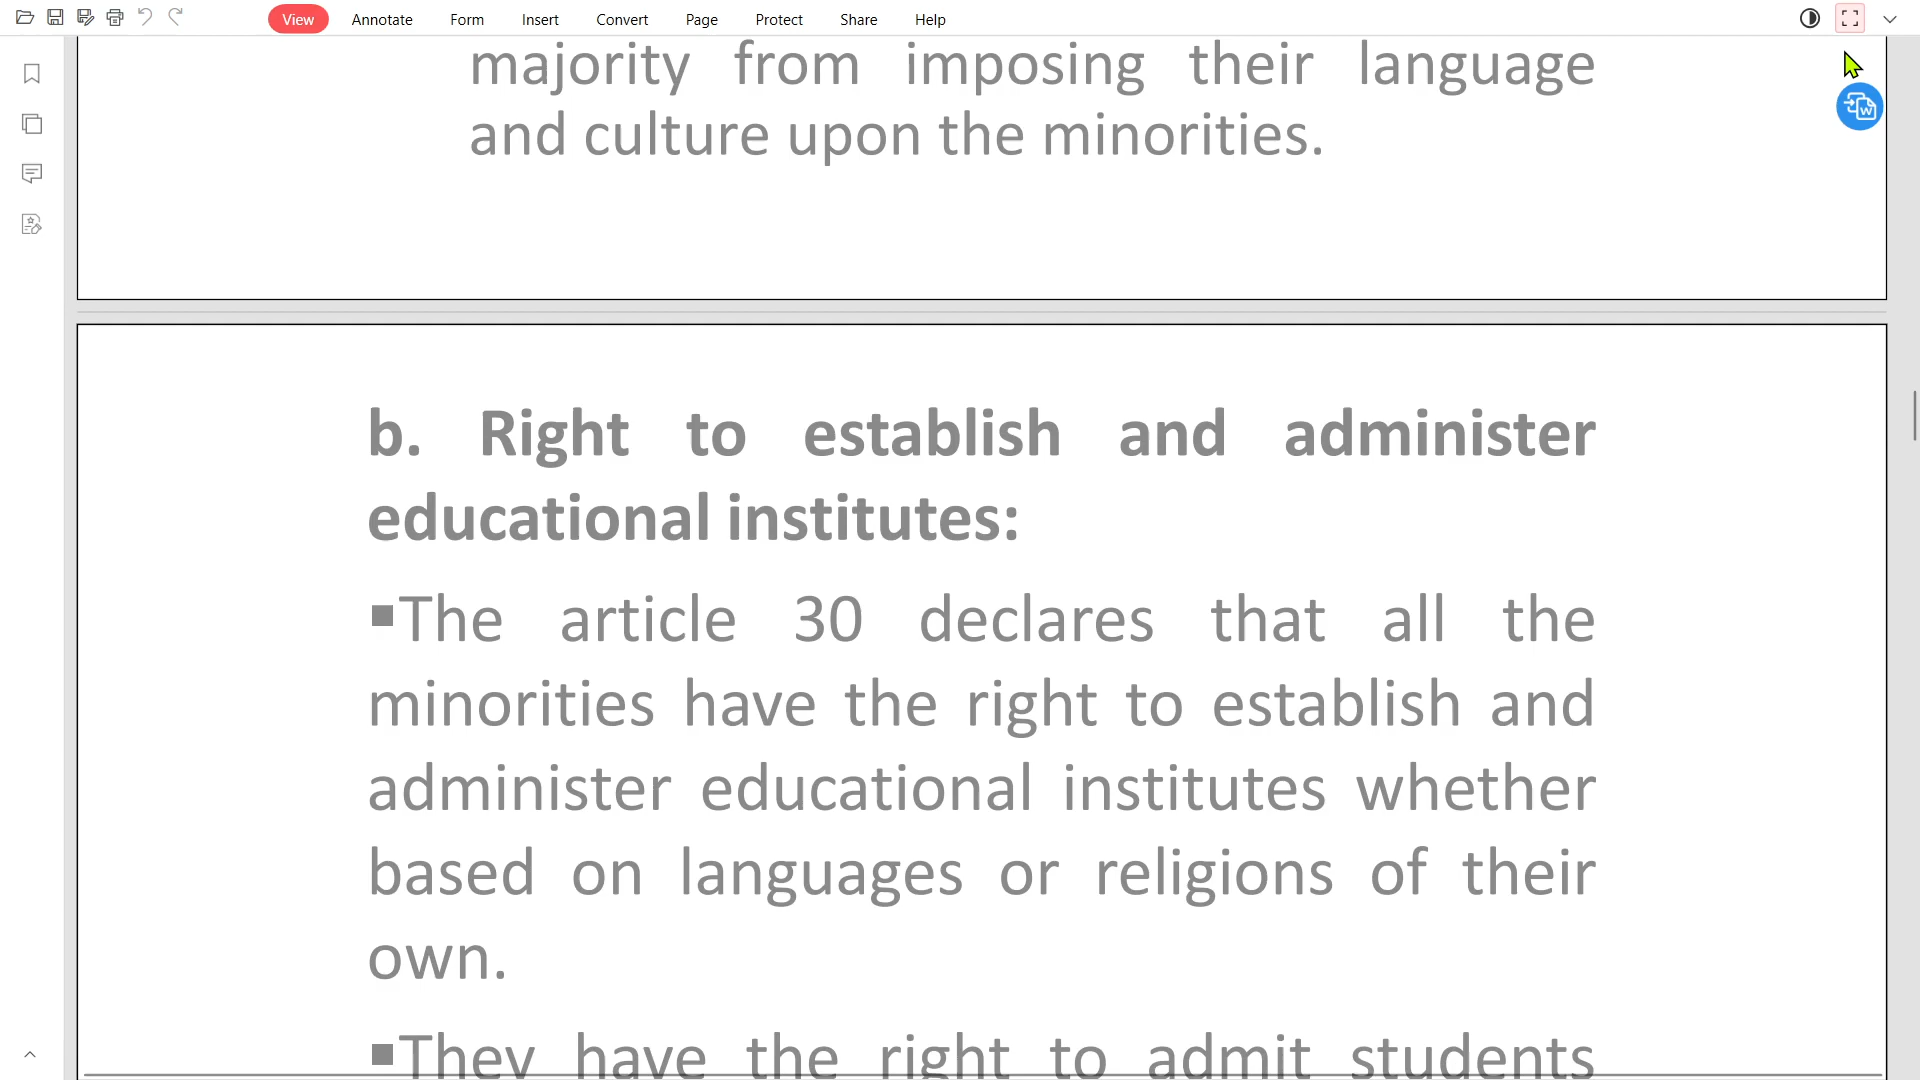 View Annotate Form Insert Convert Page Protect Share Help
majority from imposing their language
and culture upon the minorities.
b. Right to establish and administer
educational institutes:
The article 30 declares that all the
minorities have the right to establish and
administer educational institutes whether
based on languages or religions of their
own.
They have the right to admit students